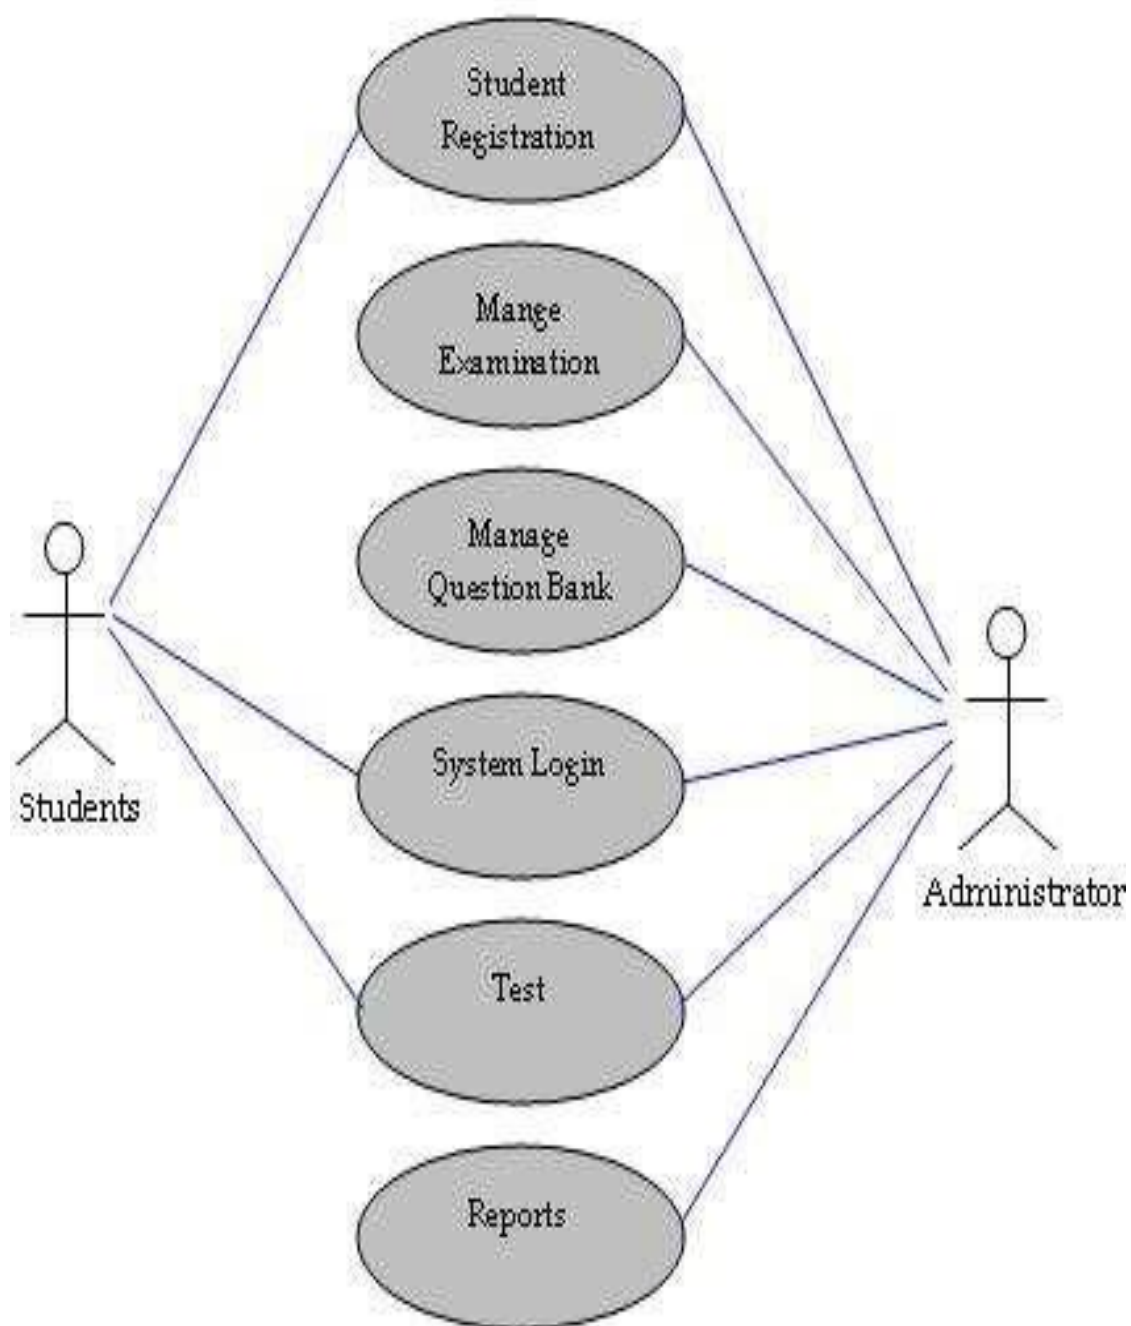 Student
Registration
Mange
Examination
Manage
Question Bank
System Login
Students
Administrator
Test
Reports